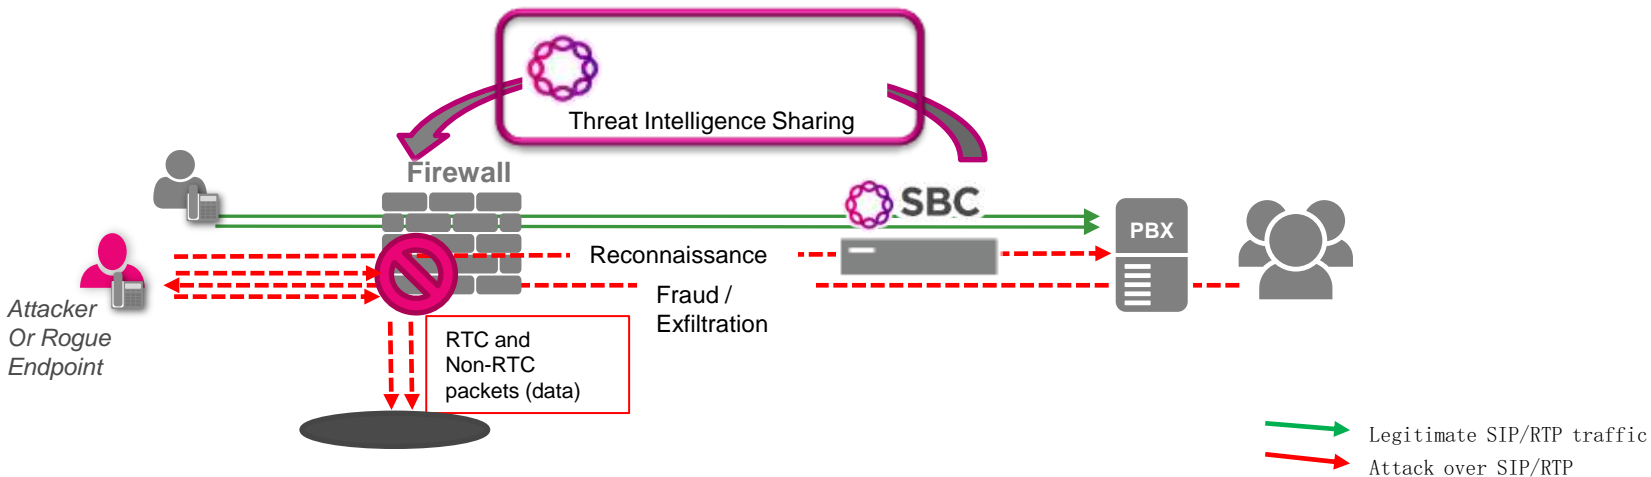 Threat Intelligence Sharing
Firewall
SBC
PBX
Reconnaissance
Fraud /
Exfiltration
Attacker
Or Rogue
Endpoint
RTC and
Non-RTC
packets (data)
Legitimate SIP/RTP traffic
Attack over SIP/RTP